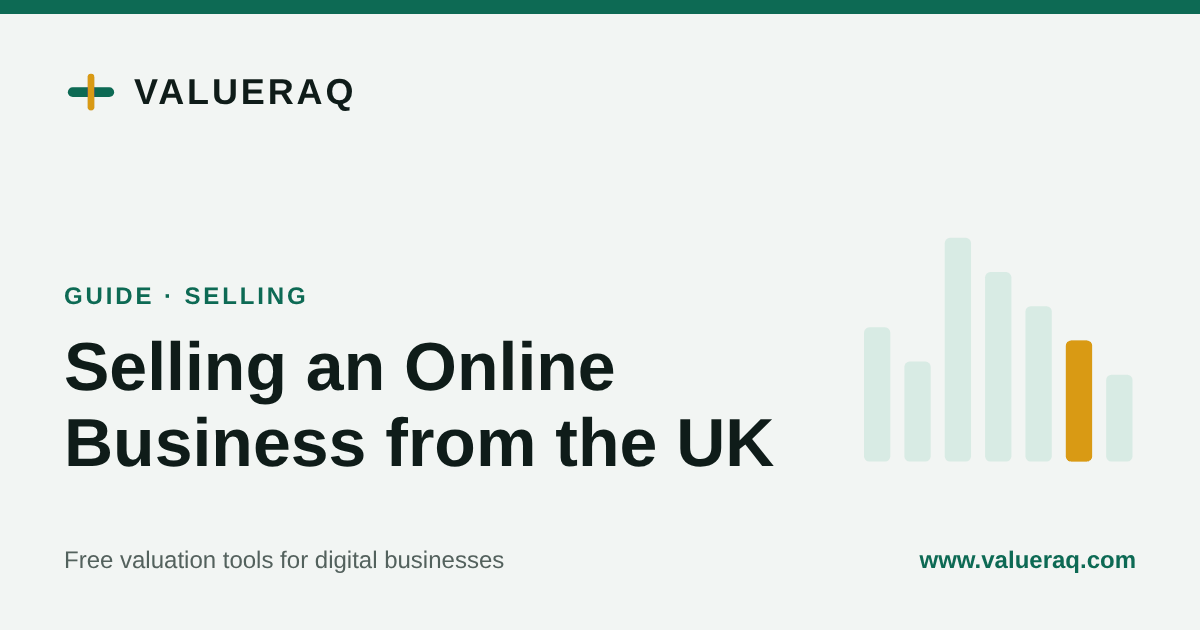 VALUERAQ
GUIDE · SELLING
Selling an Online
Business from the UK
Free valuation tools for digital businesses
www.valueraq.com